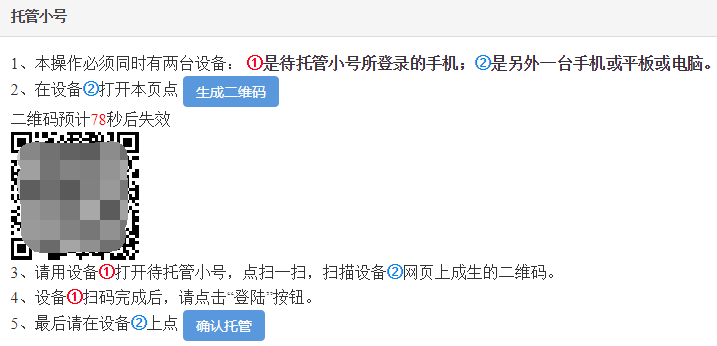 托管小号
1、本操作必须同时有两台设备：①是待托管小号所登录的手机；②是另外一台手机或平板或电脑。
2、在设备②打开本页点 生成二维码
二维码预计78秒后失效
3、请用设备①打开待托管小号，点扫一扫，扫描设备②网页上成生的二维码。
4、设备①扫码完成后，请点击“登陆”按钮。
5、最后请在设备②上点 确认托管